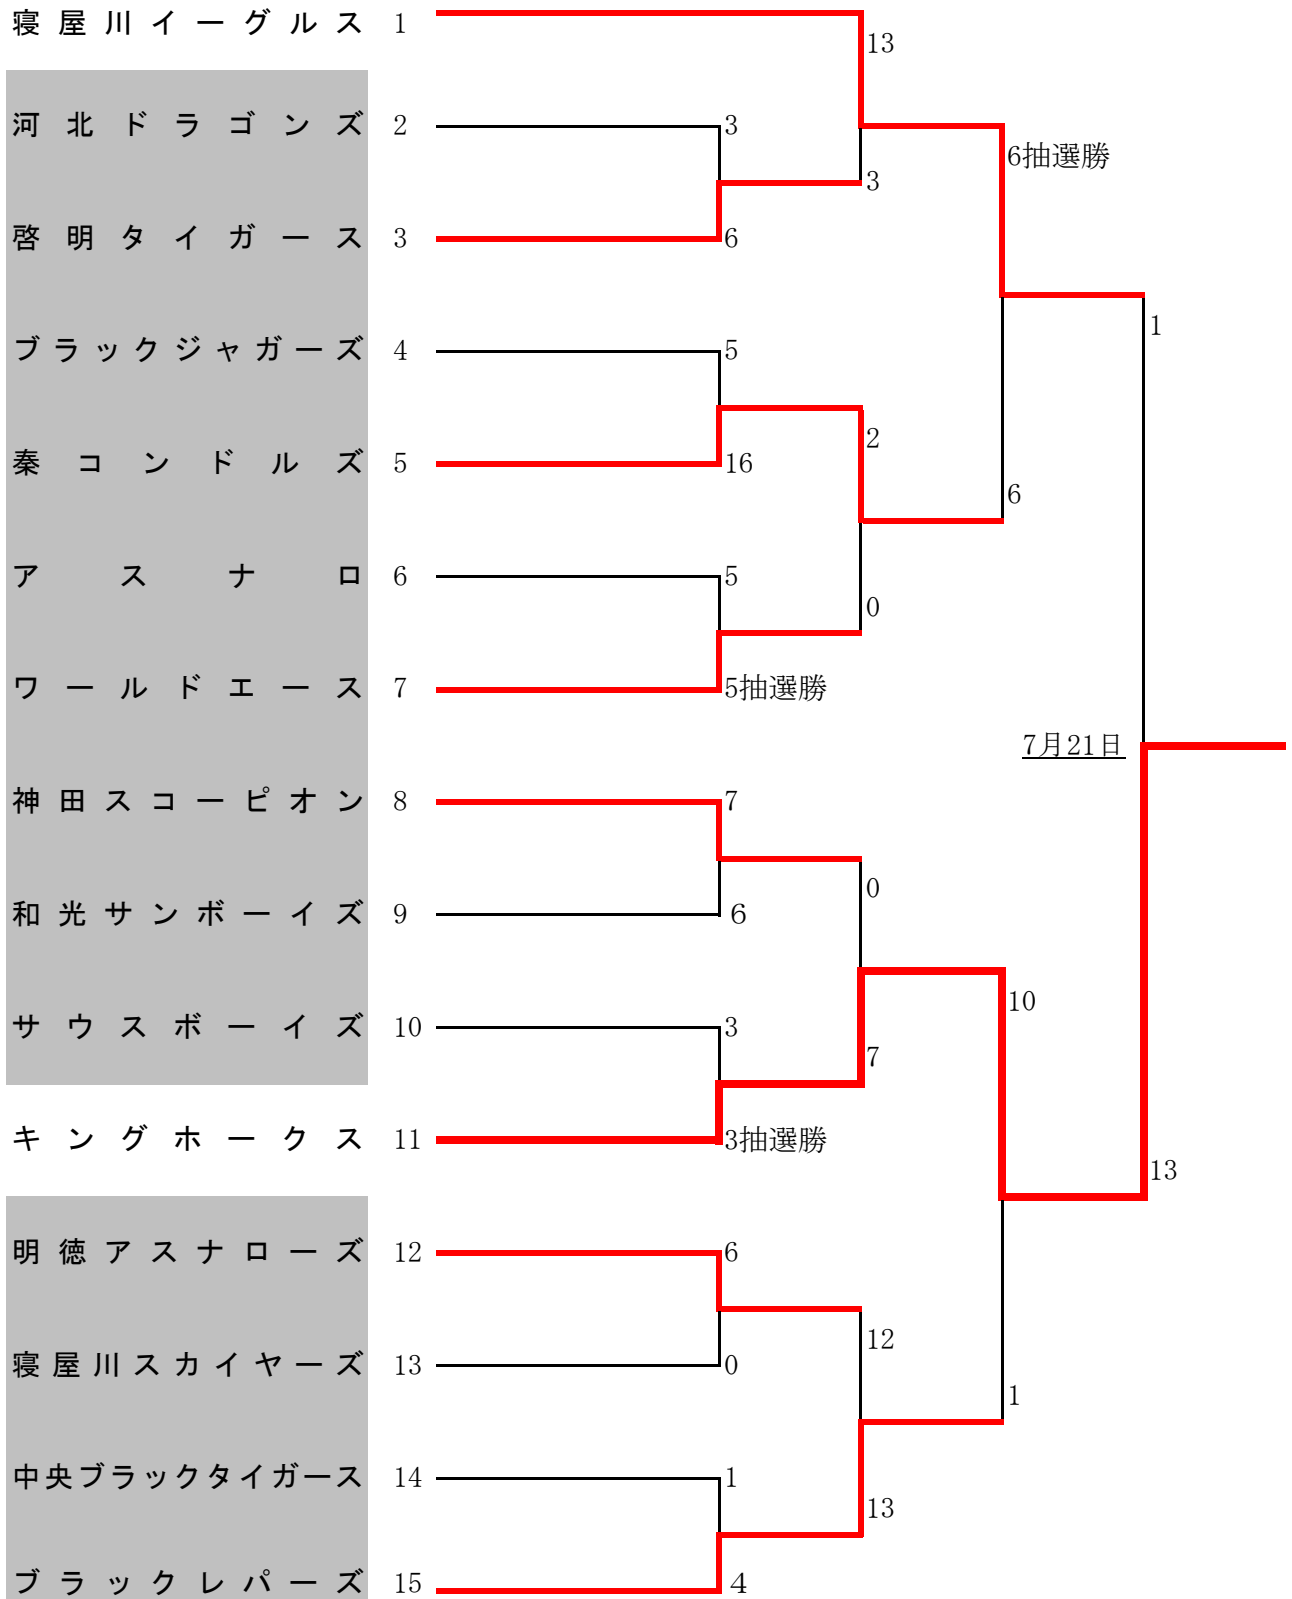 寝屋川イーグルス 1
13
河北ドラゴンズ 2 3
6抽選勝
3
啓明タイガース 3 6
1
ブラックジャガーズ 4 5
2
秦コンドルズ 5 16
6
アスナロ 6 5
0
ワールドエース 7 5抽選勝
7月21日
神田スコーピオン 8 7
0
和光サンボーイズ 9 6
10
サウスボーイズ 10 3
7
キングホークス 11 3抽選勝
13
明徳アスナローズ 12 6
12
寝屋川スカイヤーズ 13 0
1
中央ブラックタイガース 14 1
13
ブラックレパーズ 15 4